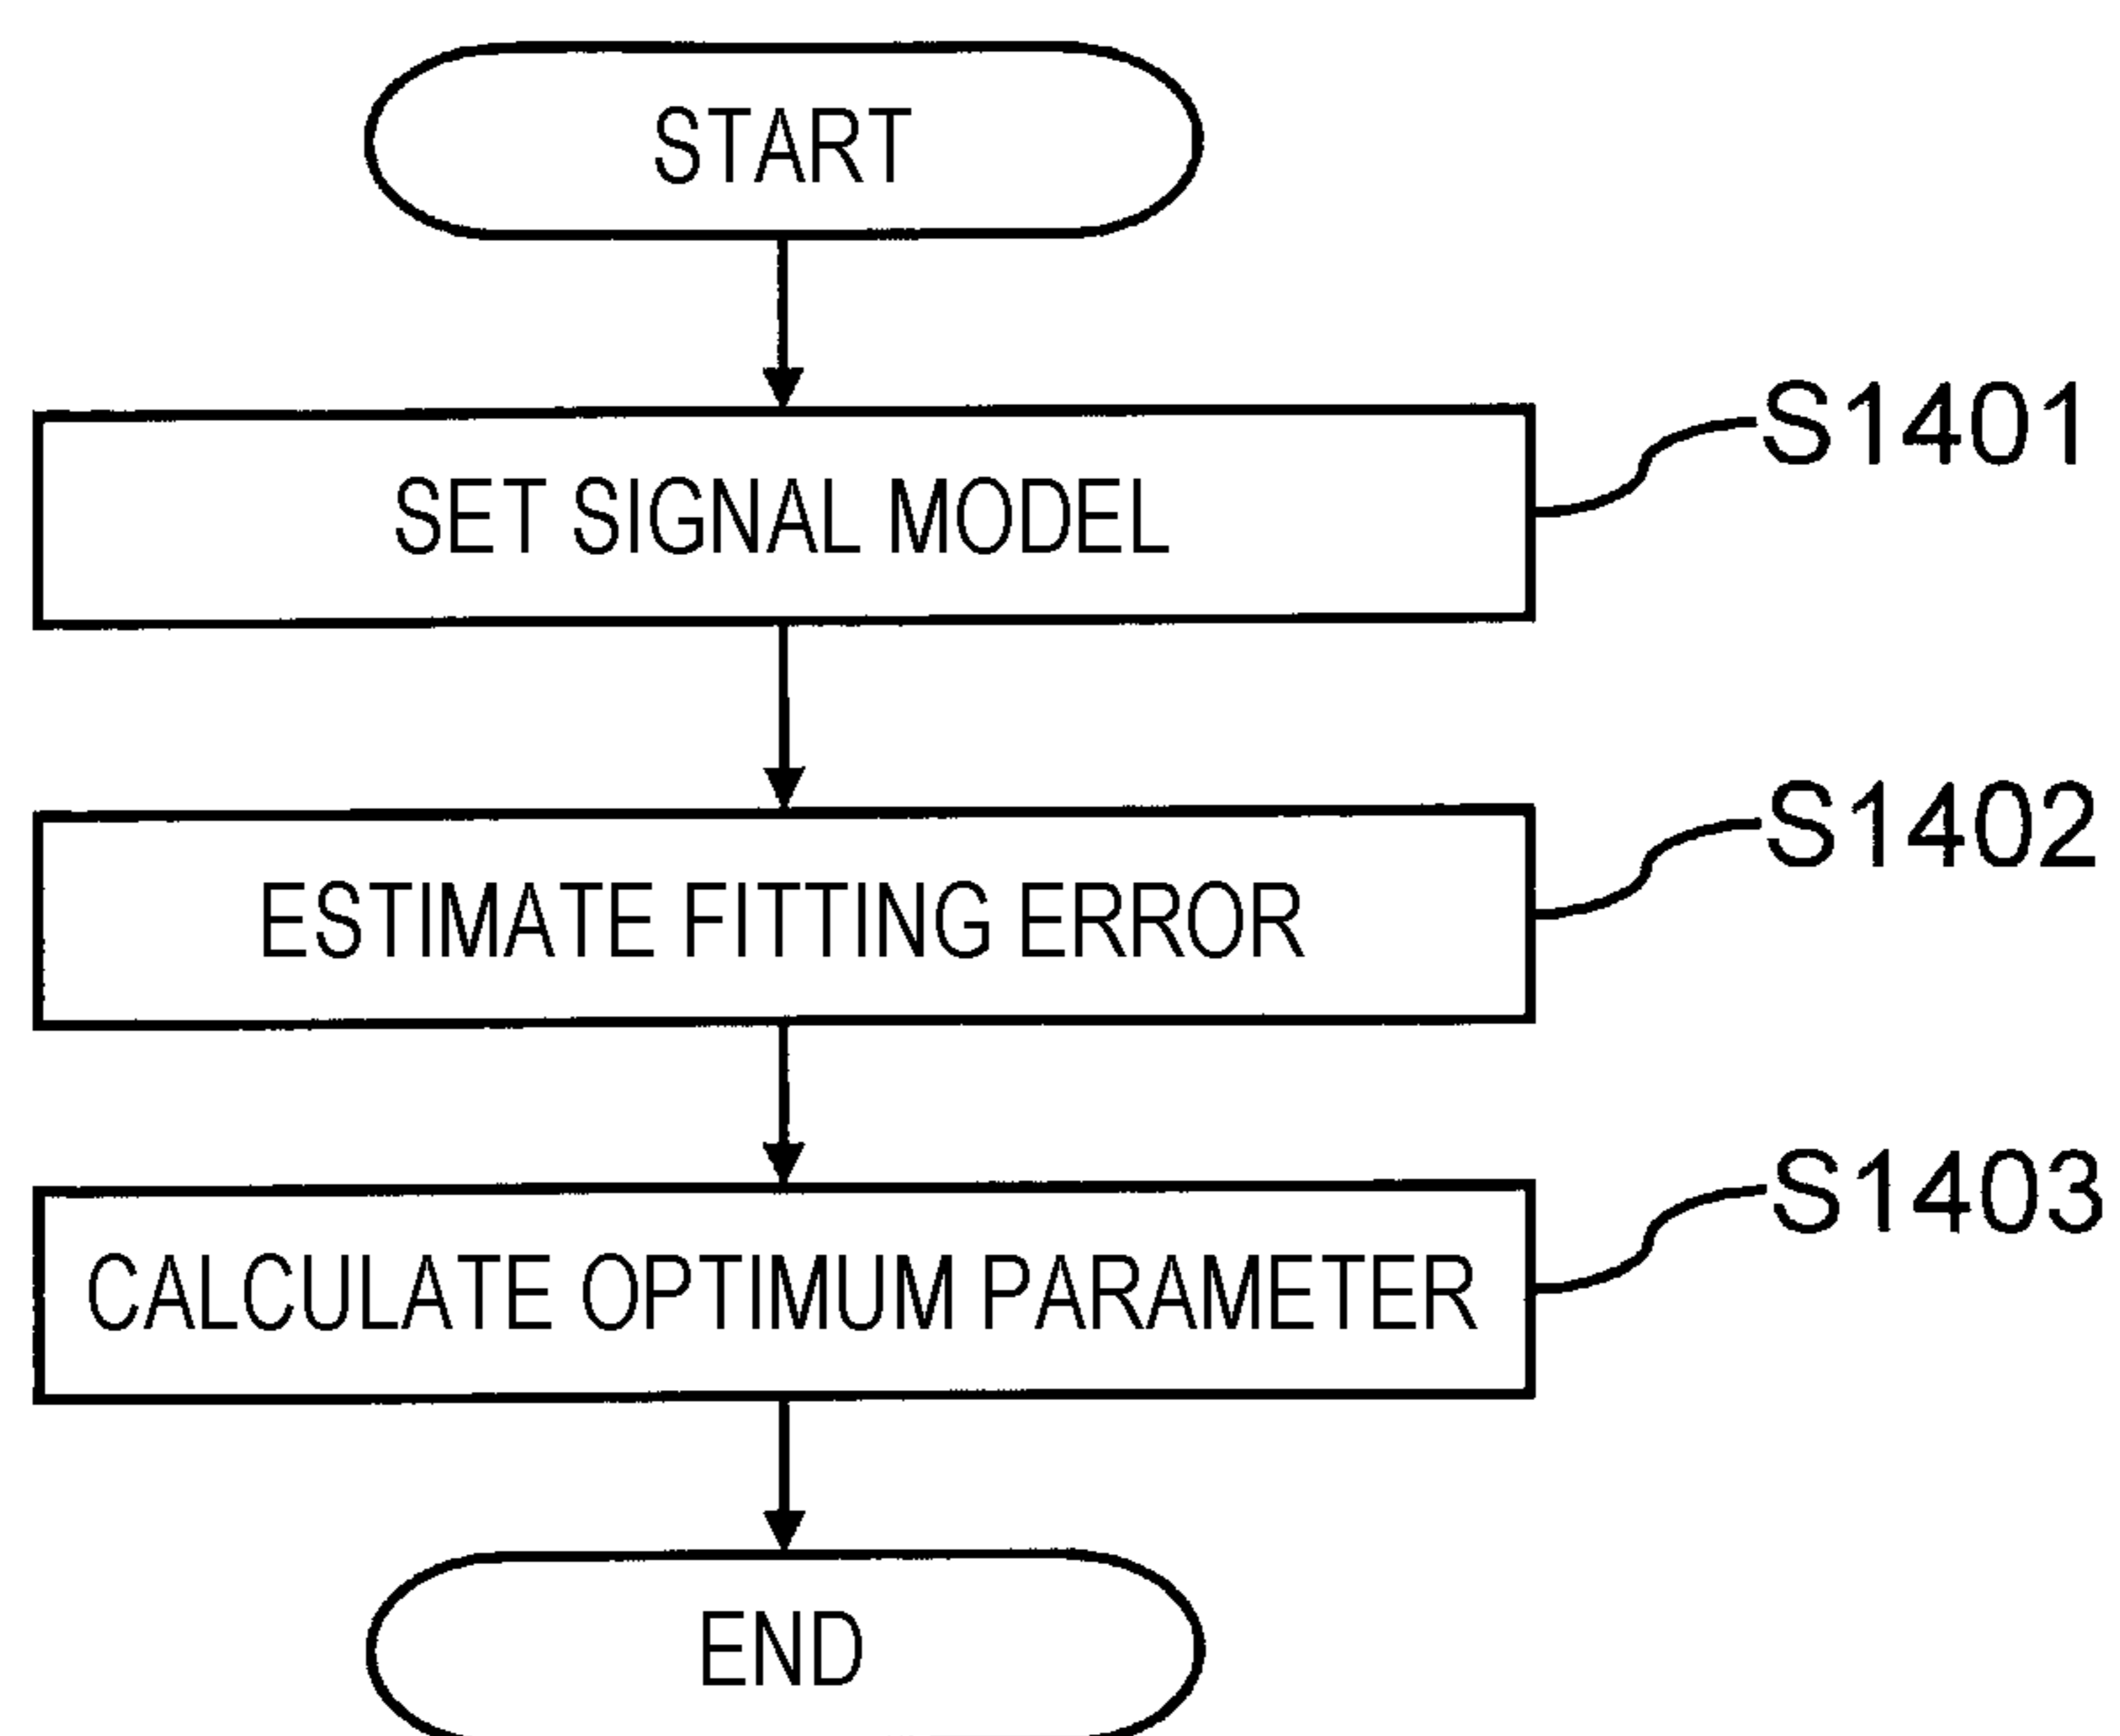 START
SET SIGNAL MODEL
S1401
ESTIMATE FITTING ERROR
S1402
CALCULATE OPTIMUM PARAMETER
S1403
END